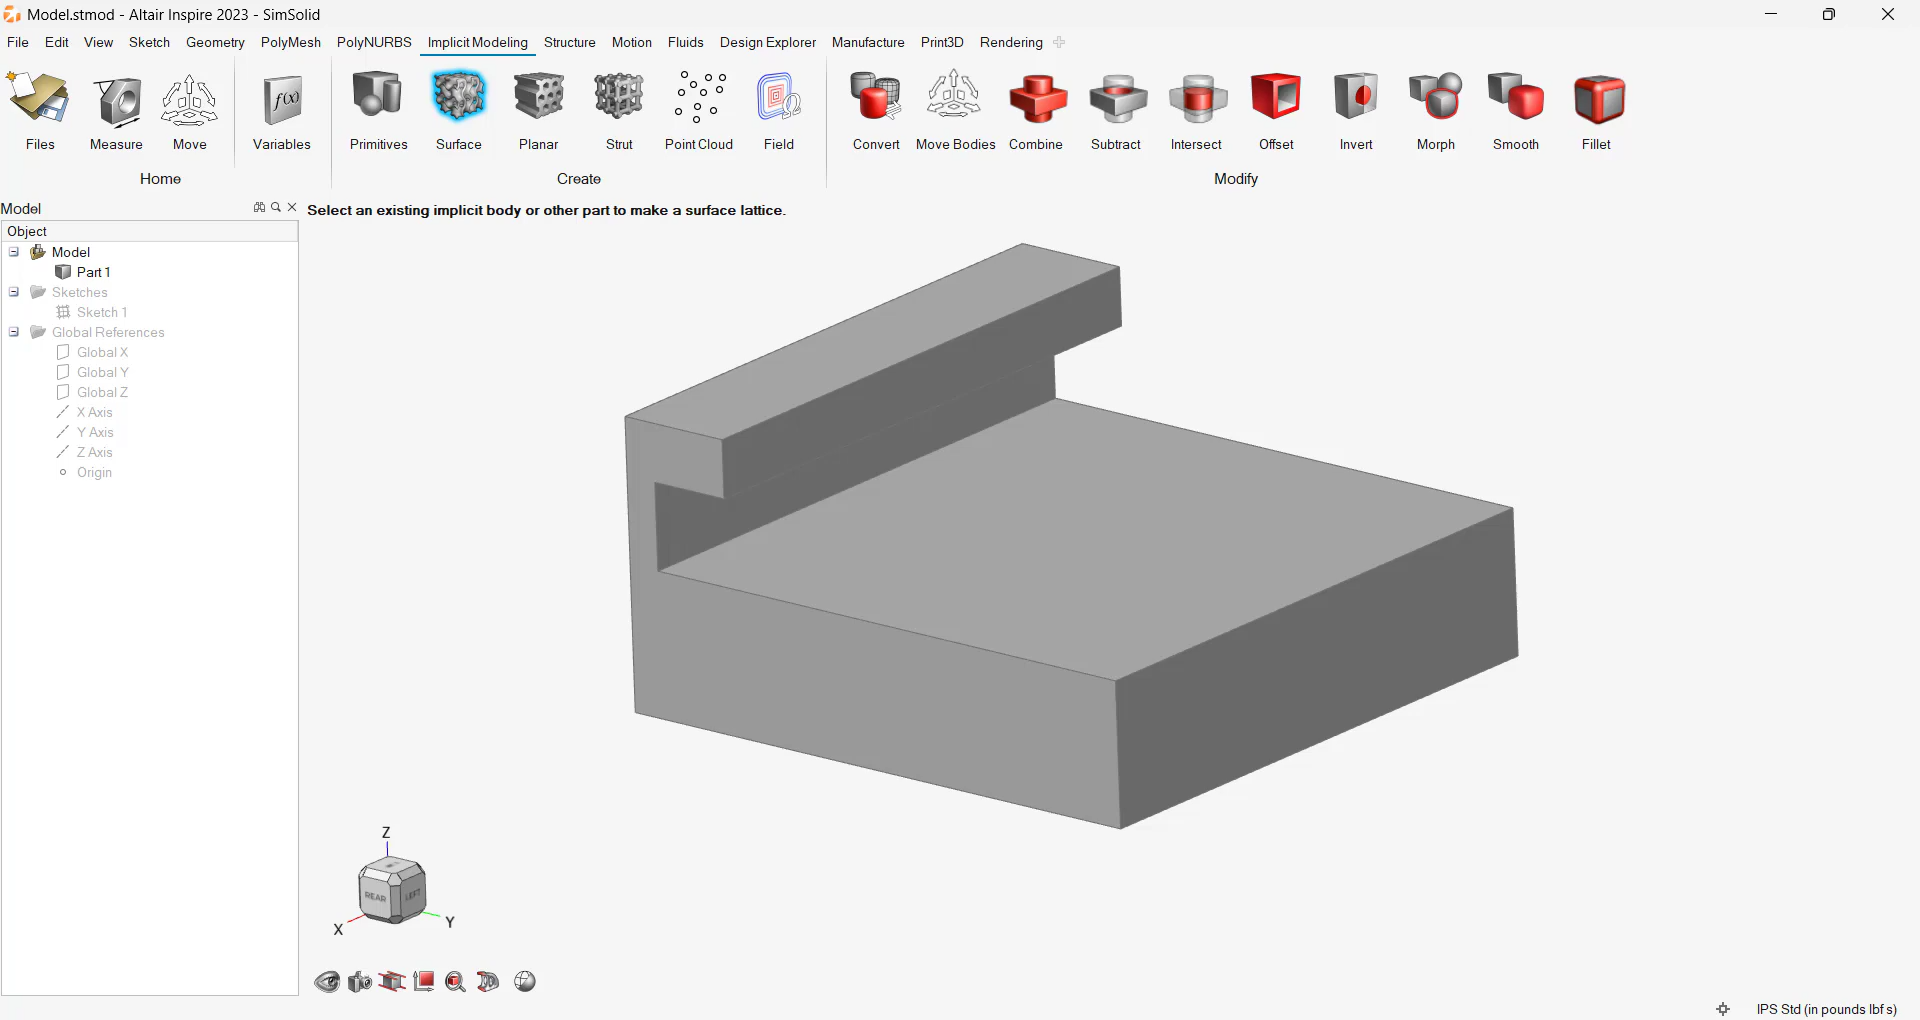 Model.stmod - Altair Inspire 2023 - SimSolid
File Edit View Sketch Geometry PolyMesh PolyNURBS Implicit Modeling Structure Motion Fluids Design Explorer Manufacture Print3D Rendering
f(x)
Files Measure Move Variables Primitives Surface Planar Strut Point Cloud Field Convert Move Bodies Combine Subtract Intersect Offset Invert Morph Smooth Fillet
Home Create Modify
Model
Select an existing implicit body or other part to make a surface lattice.
Object
Model
Part 1
Sketches
Sketch 1
Global References
Global X
Global Y
Global Z
X Axis
Y Axis
Z Axis
Origin
Z
REAR LEFT
X Y
IPS Std (in pounds lbf s)